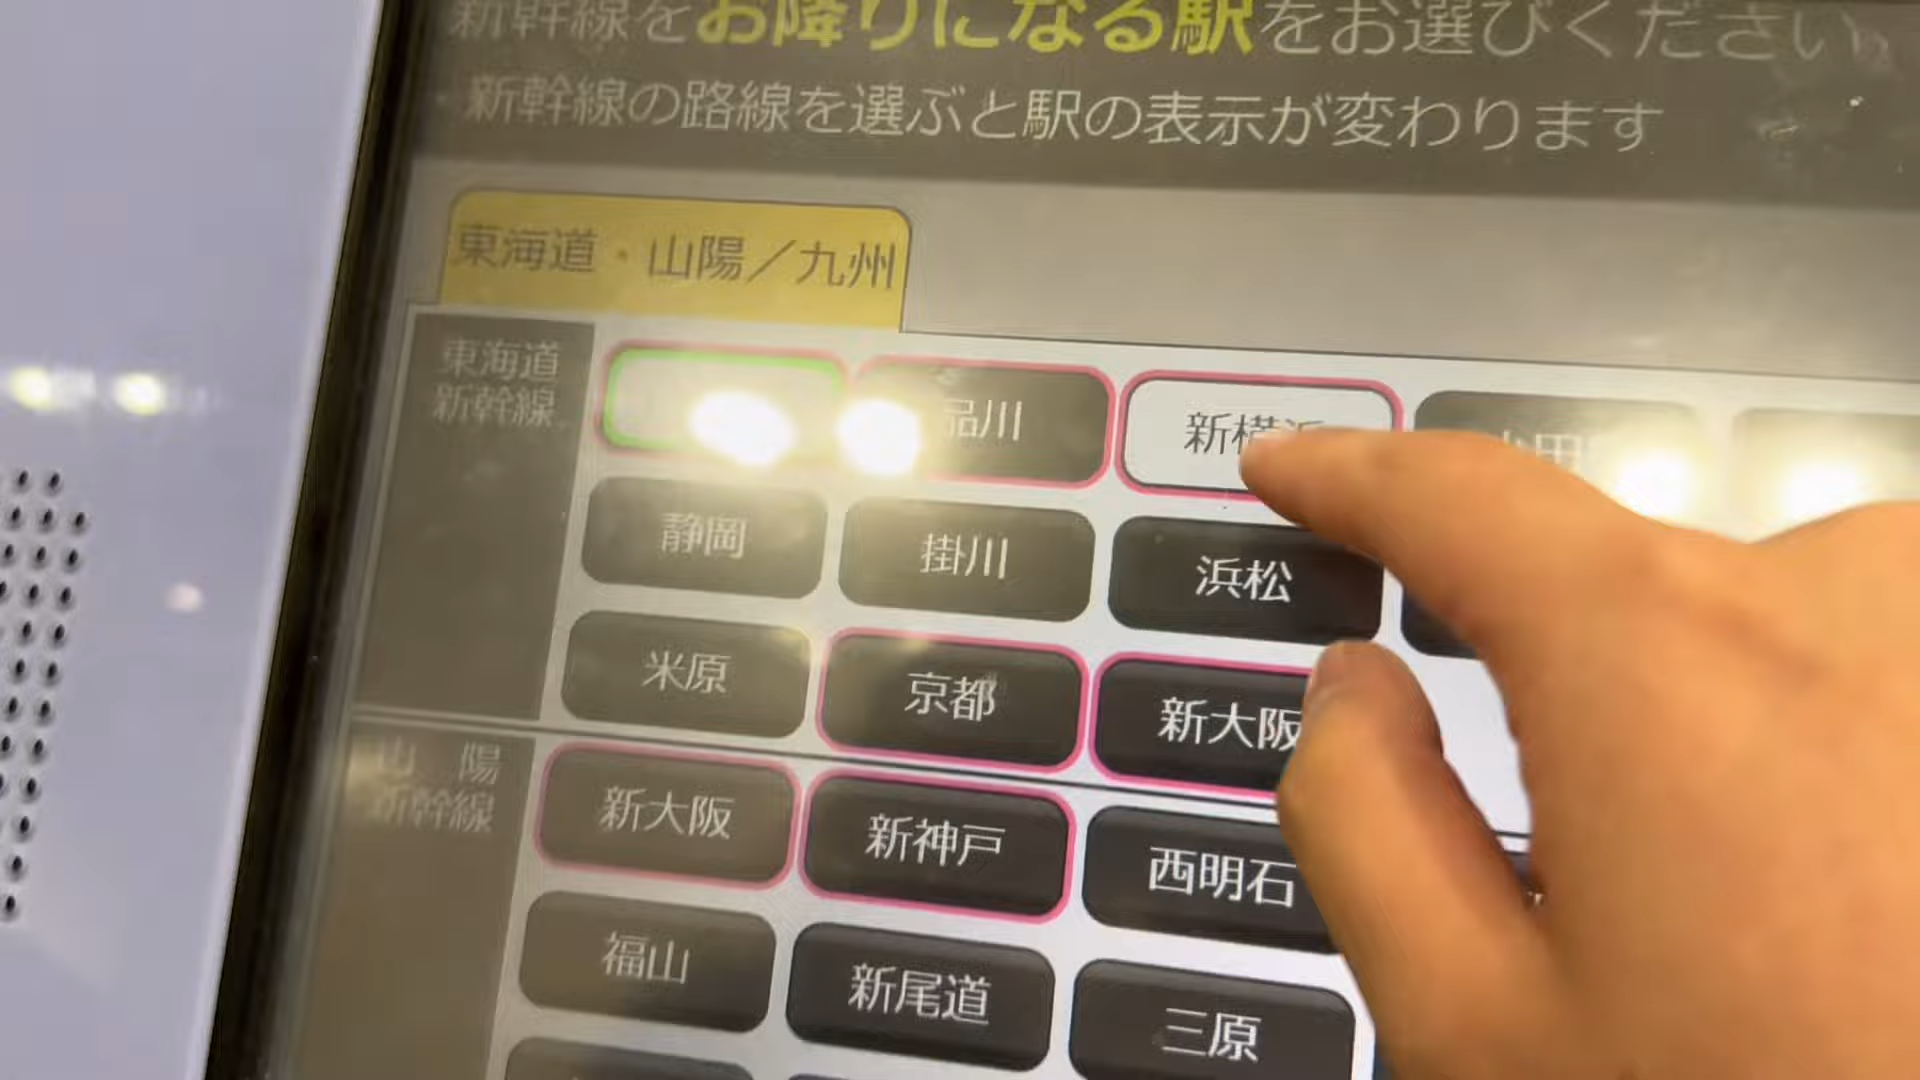 新幹線をお降りになる駅をお選びください
新幹線の路線を選ぶと駅の表示が変わります
東海道・山陽／九州
東海道
新幹線
品川
新横浜
静岡
掛川
浜松
米原
京都
新大阪
山陽
新幹線
新大阪
新神戸
西明石
福山
新尾道
三原